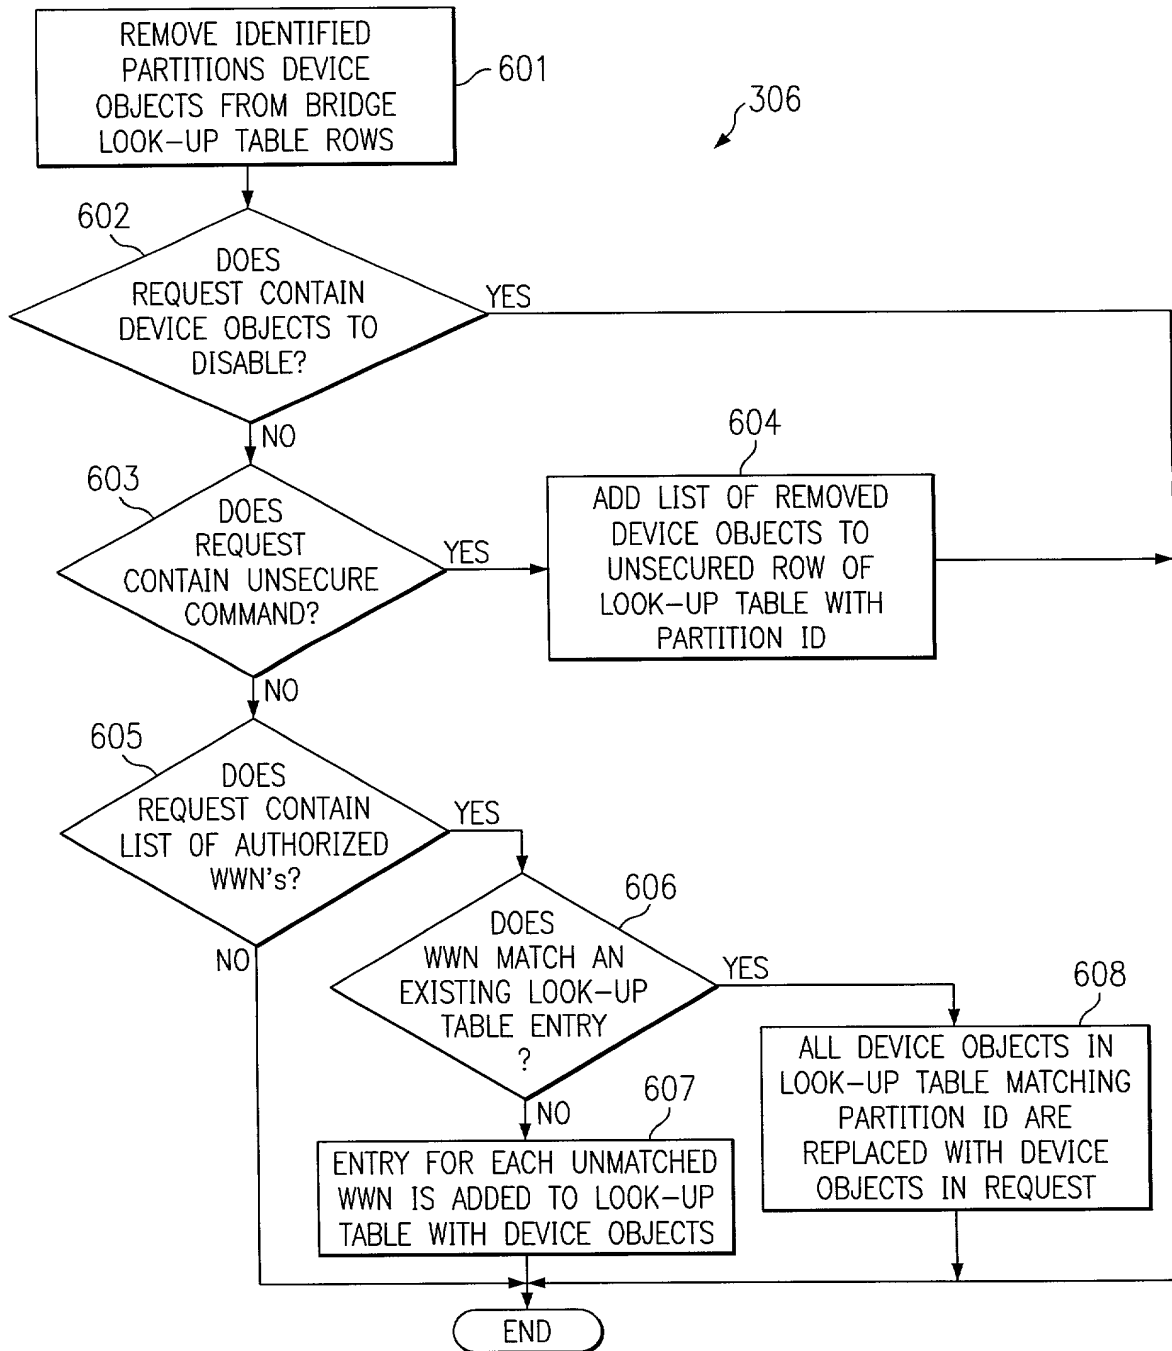 REMOVE IDENTIFIED
PARTITIONS DEVICE
OBJECTS FROM BRIDGE
LOOK-UP TABLE ROWS
601
306
602
DOES
REQUEST CONTAIN
DEVICE OBJECTS TO
DISABLE?
YES
NO
603
DOES
REQUEST
CONTAIN UNSECURE
COMMAND?
YES
604
ADD LIST OF REMOVED
DEVICE OBJECTS TO
UNSECURED ROW OF
LOOK-UP TABLE WITH
PARTITION ID
NO
605
DOES
REQUEST CONTAIN
LIST OF AUTHORIZED
WWN's?
YES
NO
606
DOES
WWN MATCH AN
EXISTING LOOK-UP
TABLE ENTRY
?
YES
608
ALL DEVICE OBJECTS IN
LOOK-UP TABLE MATCHING
PARTITION ID ARE
REPLACED WITH DEVICE
OBJECTS IN REQUEST
NO
607
ENTRY FOR EACH UNMATCHED
WWN IS ADDED TO LOOK-UP
TABLE WITH DEVICE OBJECTS
END